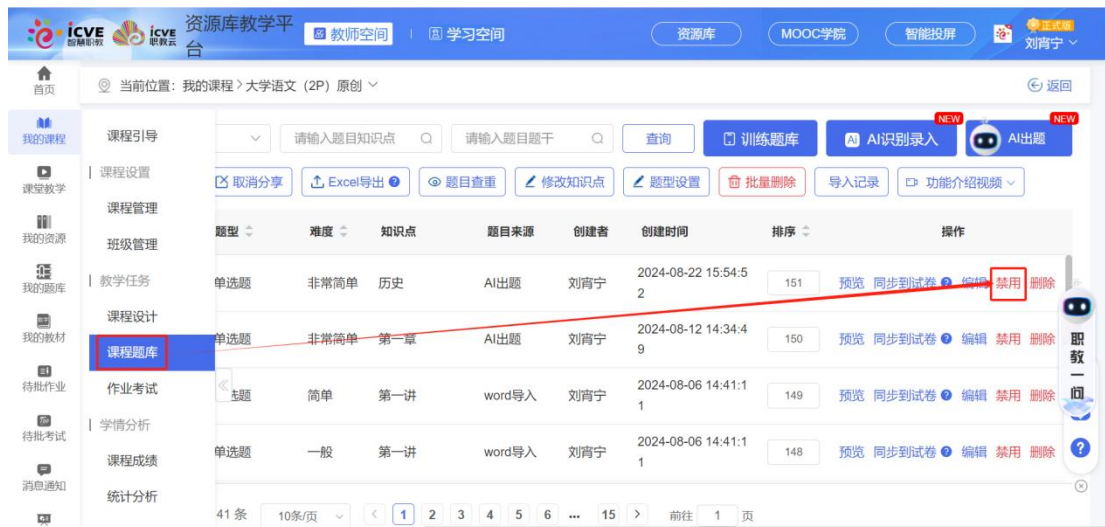 icve 智慧职教 icve 职教云 资源库教学平台 教师空间 学习空间 资源库 MOOC学院 智能投屏 正式版 刘宵宁
首页
当前位置：我的课程 > 大学语文（2P）原创
返回
我的课程
课堂教学
我的资源
我的题库
我的教材
待批作业
待批考试
消息通知
课程引导
课程设置
课程管理
班级管理
教学任务
课程设计
课程题库
作业考试
学情分析
课程成绩
统计分析
请输入题目知识点 请输入题目题干 查询 训练题库 AI AI识别录入 NEW AI出题 NEW
取消分享 Excel导出 ? 题目查重 修改知识点 题型设置 批量删除 导入记录 功能介绍视频
题型 难度 知识点 题目来源 创建者 创建时间 排序 操作
单选题 非常简单 历史 AI出题 刘宵宁 2024-08-22 15:54:52 151 预览 同步到试卷 ? 编辑 禁用 删除
单选题 非常简单 第一章 AI出题 刘宵宁 2024-08-12 14:34:49 150 预览 同步到试卷 ? 编辑 禁用 删除
选题 简单 第一讲 word导入 刘宵宁 2024-08-06 14:41:11 149 预览 同步到试卷 ? 编辑 禁用 删除
单选题 一般 第一讲 word导入 刘宵宁 2024-08-06 14:41:11 148 预览 同步到试卷 ? 编辑 禁用 删除
41 条 10条/页 < 1 2 3 4 5 6 ... 15 > 前往 1 页
职教一问
?